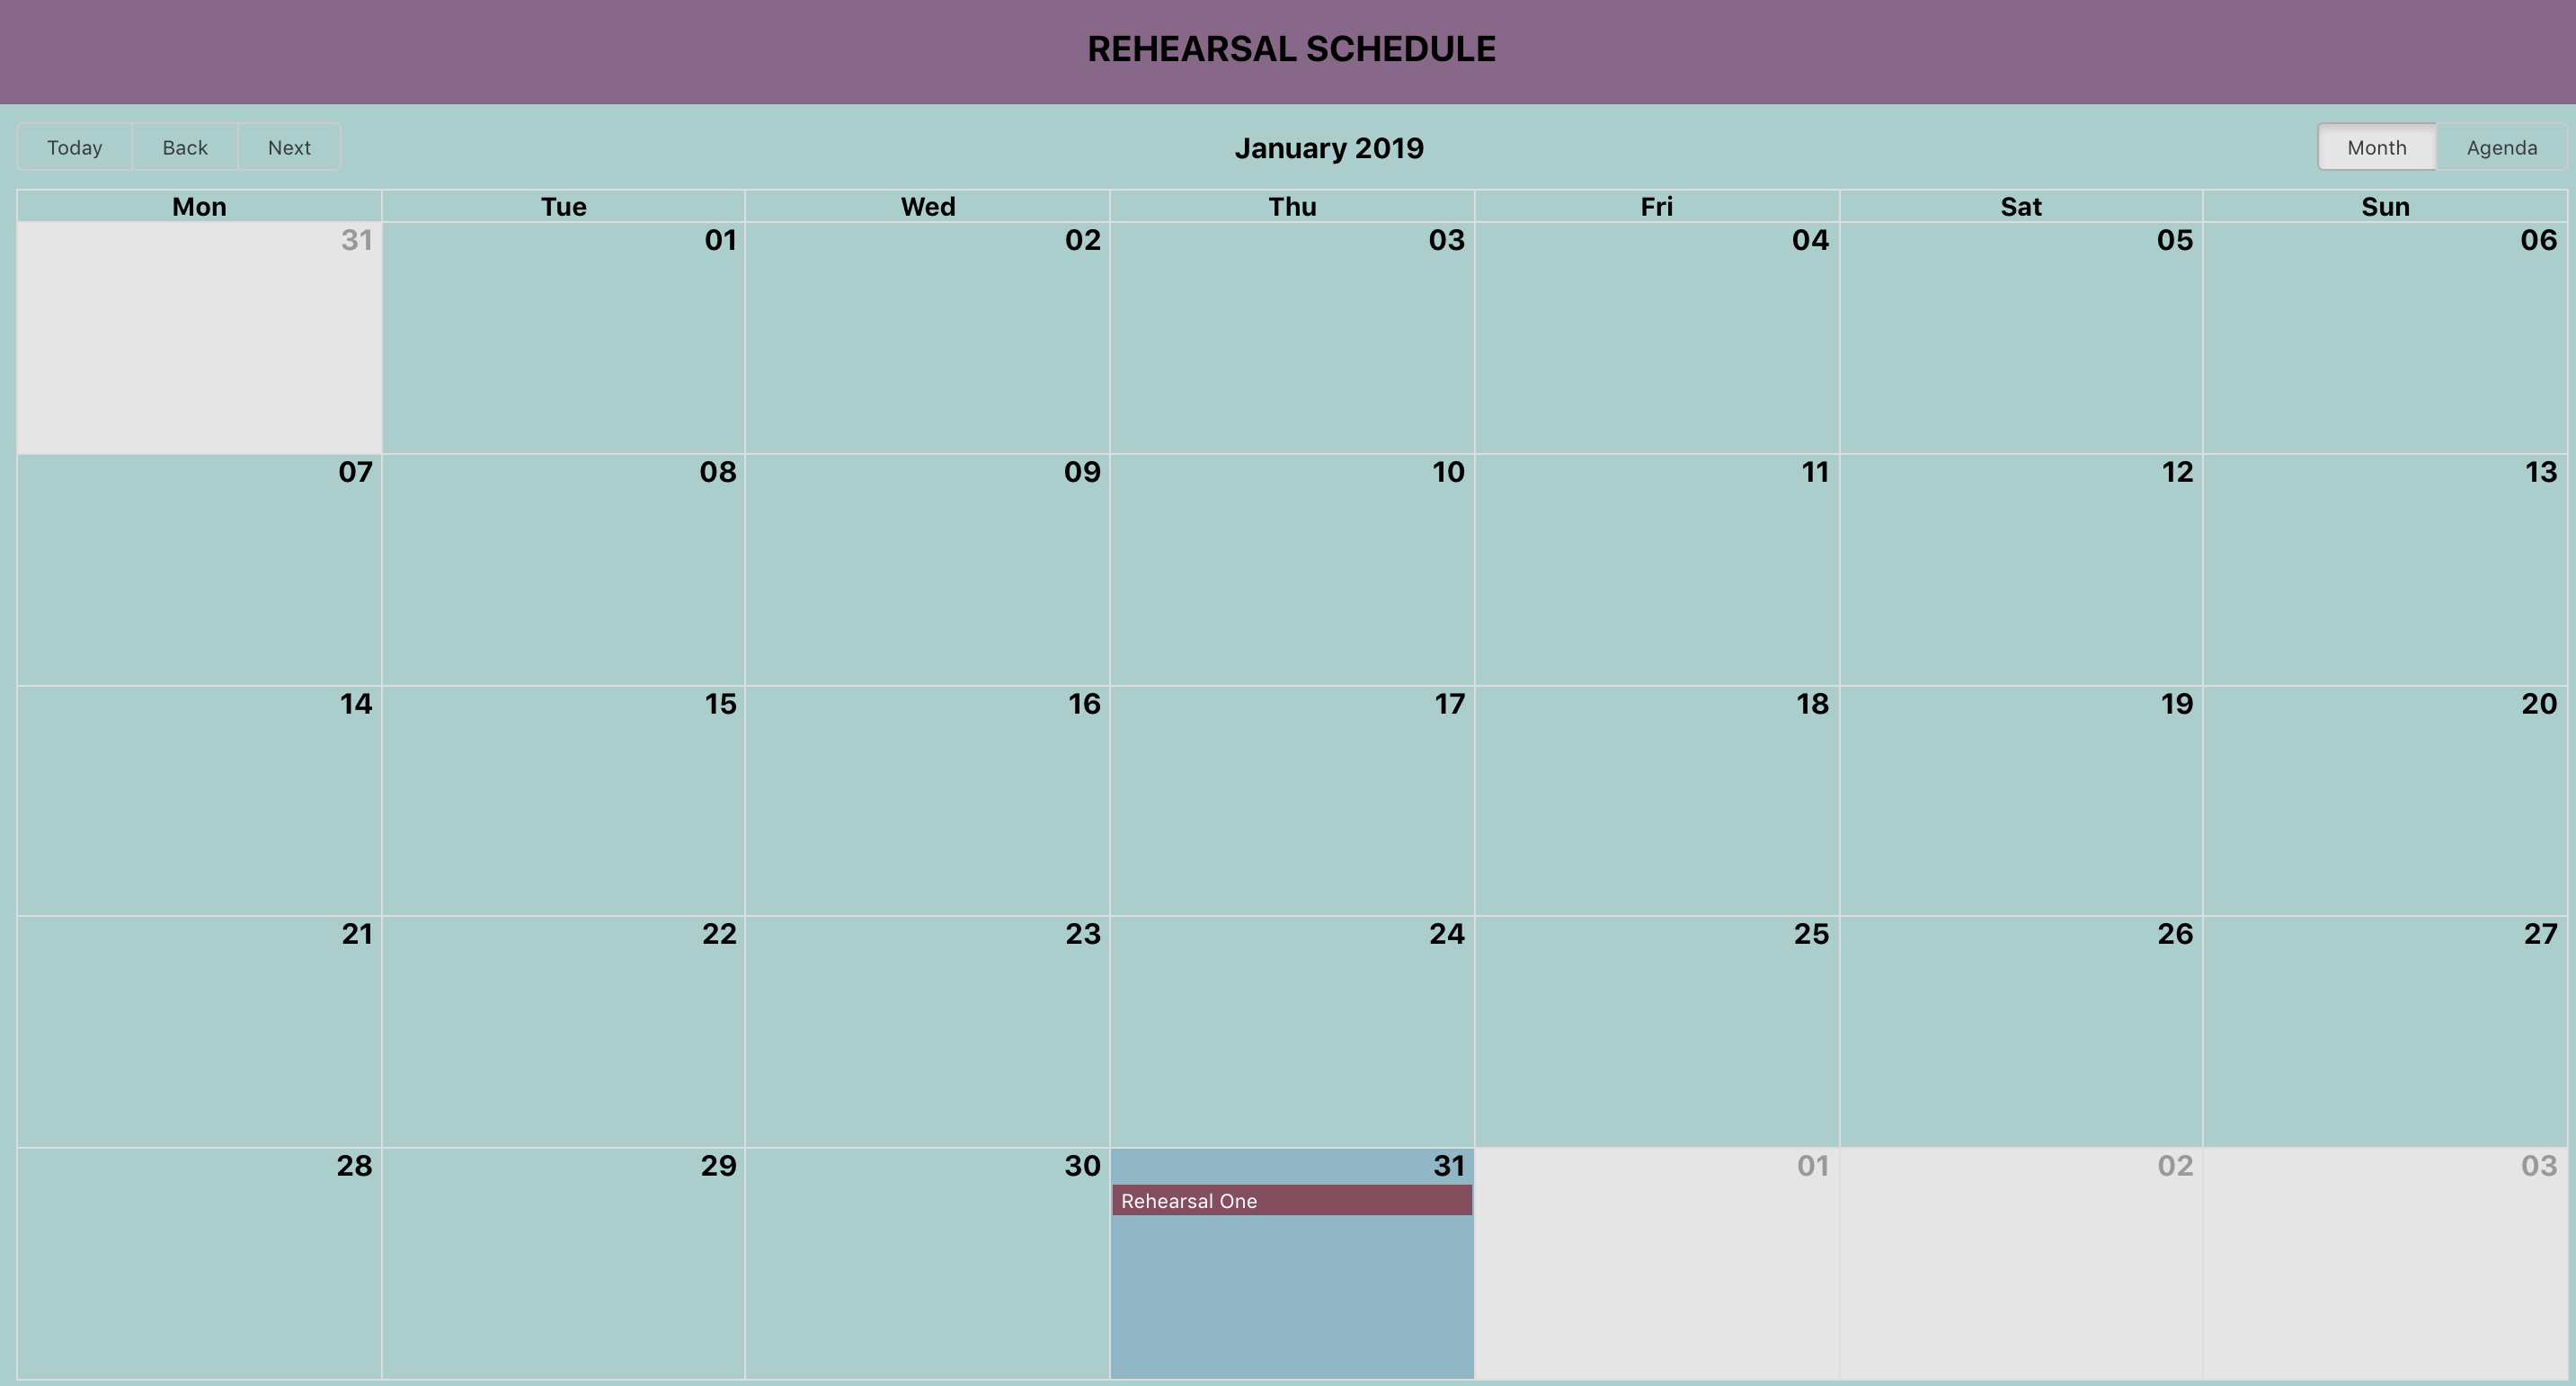 REHEARSAL SCHEDULE
Today Back Next January 2019 Month Agenda
Mon Tue Wed Thu Fri Sat Sun
31 01 02 03 04 05 06
07 08 09 10 11 12 13
14 15 16 17 18 19 20
21 22 23 24 25 26 27
28 29 30 31 01 02 03
Rehearsal One